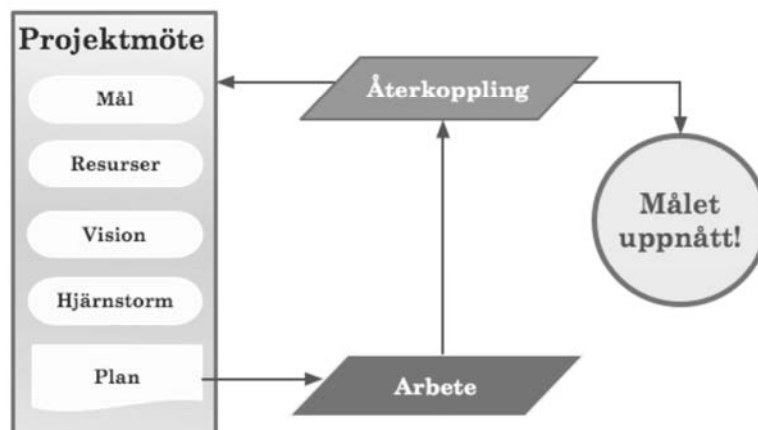 Projektmöte
Mål
Resurser
Vision
Hjärnstorm
Plan
Återkoppling
Arbete
Målet
uppnått!